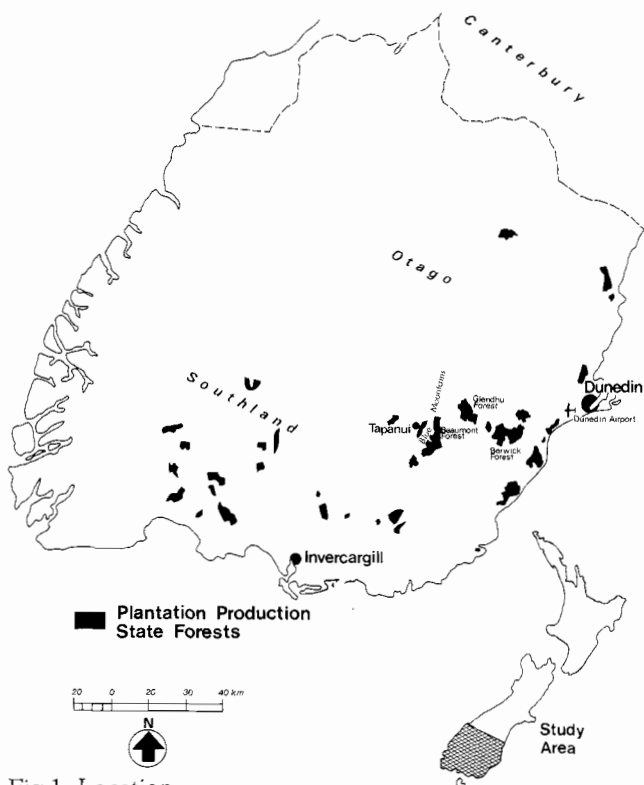 Canterbury
Otago
Southland
Blue Mountains
Glendhu
Forest
Dunedin
Dunedin Airport
Tapanui
Beaumont
Forest
Berwick
Forest
Invercargill
Plantation Production
State Forests
20 0 20 40 km
N
Study
Area
Fig 1 Location